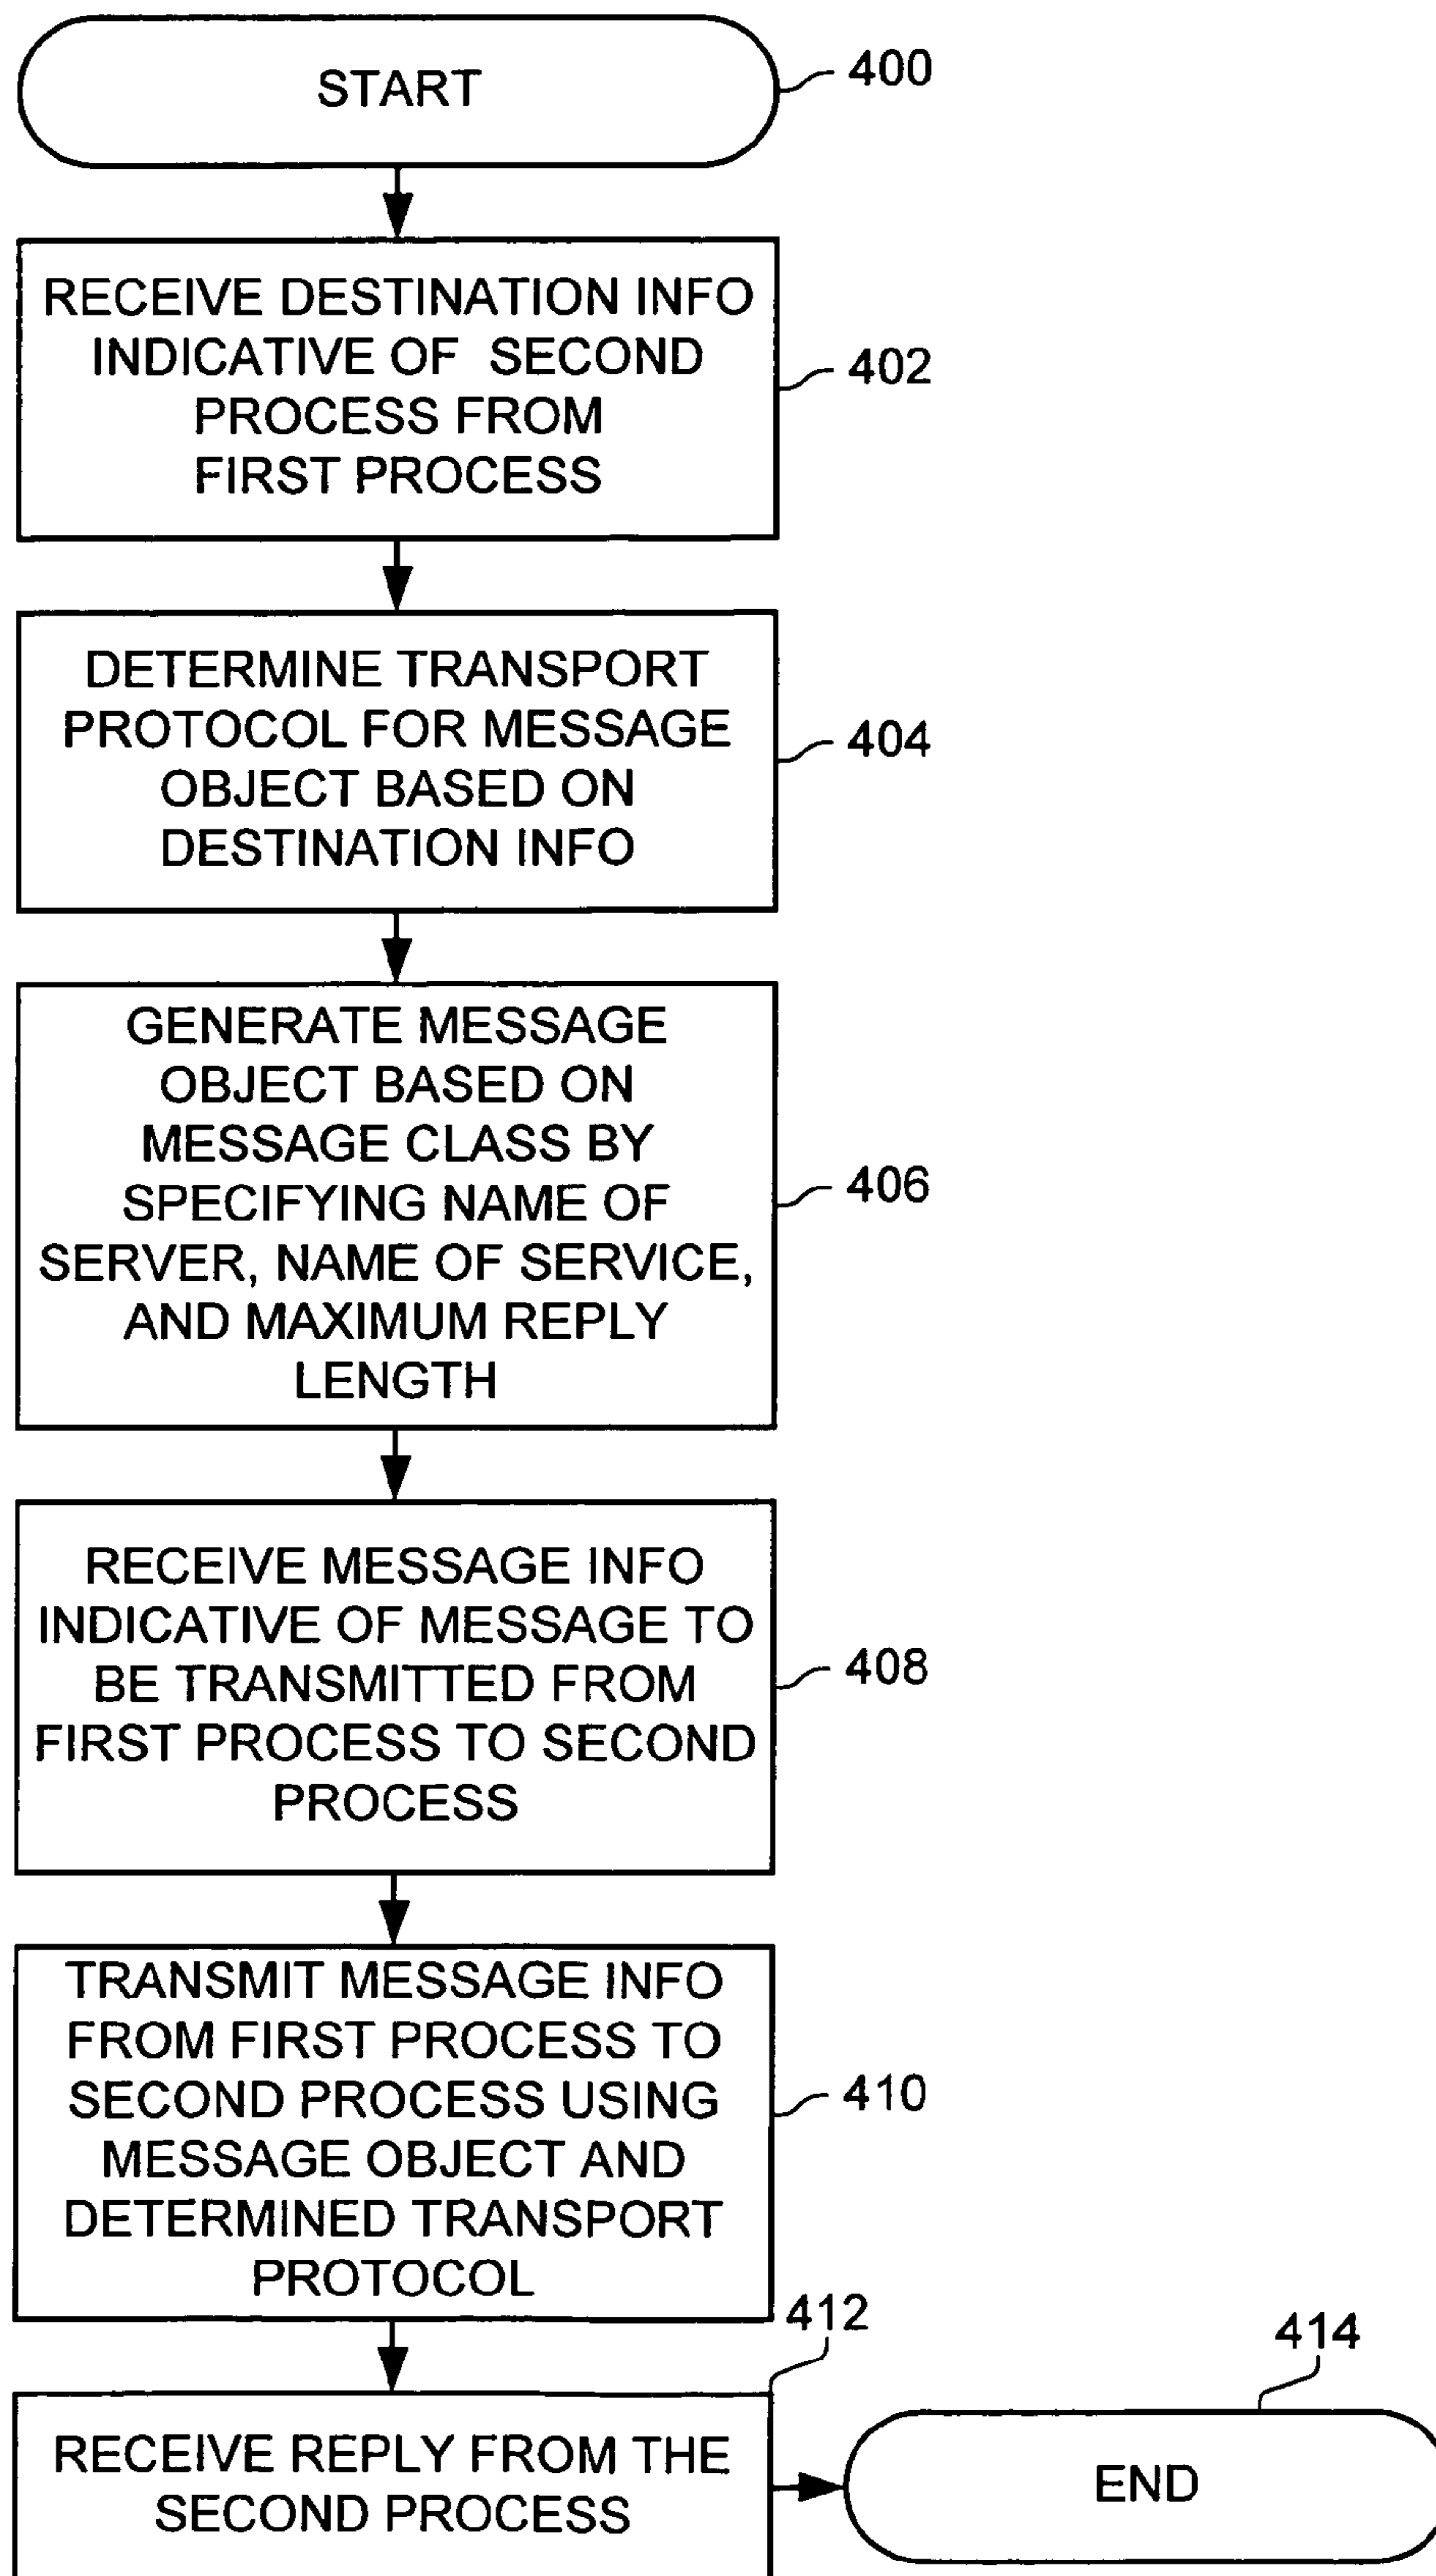 START
400
RECEIVE DESTINATION INFO
INDICATIVE OF SECOND
PROCESS FROM
FIRST PROCESS
402
DETERMINE TRANSPORT
PROTOCOL FOR MESSAGE
OBJECT BASED ON
DESTINATION INFO
404
GENERATE MESSAGE
OBJECT BASED ON
MESSAGE CLASS BY
SPECIFYING NAME OF
SERVER, NAME OF SERVICE,
AND MAXIMUM REPLY
LENGTH
406
RECEIVE MESSAGE INFO
INDICATIVE OF MESSAGE TO
BE TRANSMITTED FROM
FIRST PROCESS TO SECOND
PROCESS
408
TRANSMIT MESSAGE INFO
FROM FIRST PROCESS TO
SECOND PROCESS USING
MESSAGE OBJECT AND
DETERMINED TRANSPORT
PROTOCOL
410
RECEIVE REPLY FROM THE
SECOND PROCESS
412
END
414